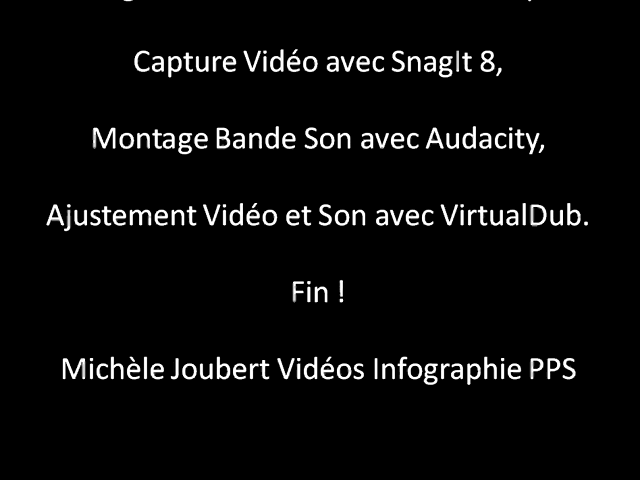 Capture Vidéo avec SnagIt 8,
Montage Bande Son avec Audacity,
Ajustement Vidéo et Son avec VirtualDub.
Fin !
Michèle Joubert Vidéos Infographie PPS